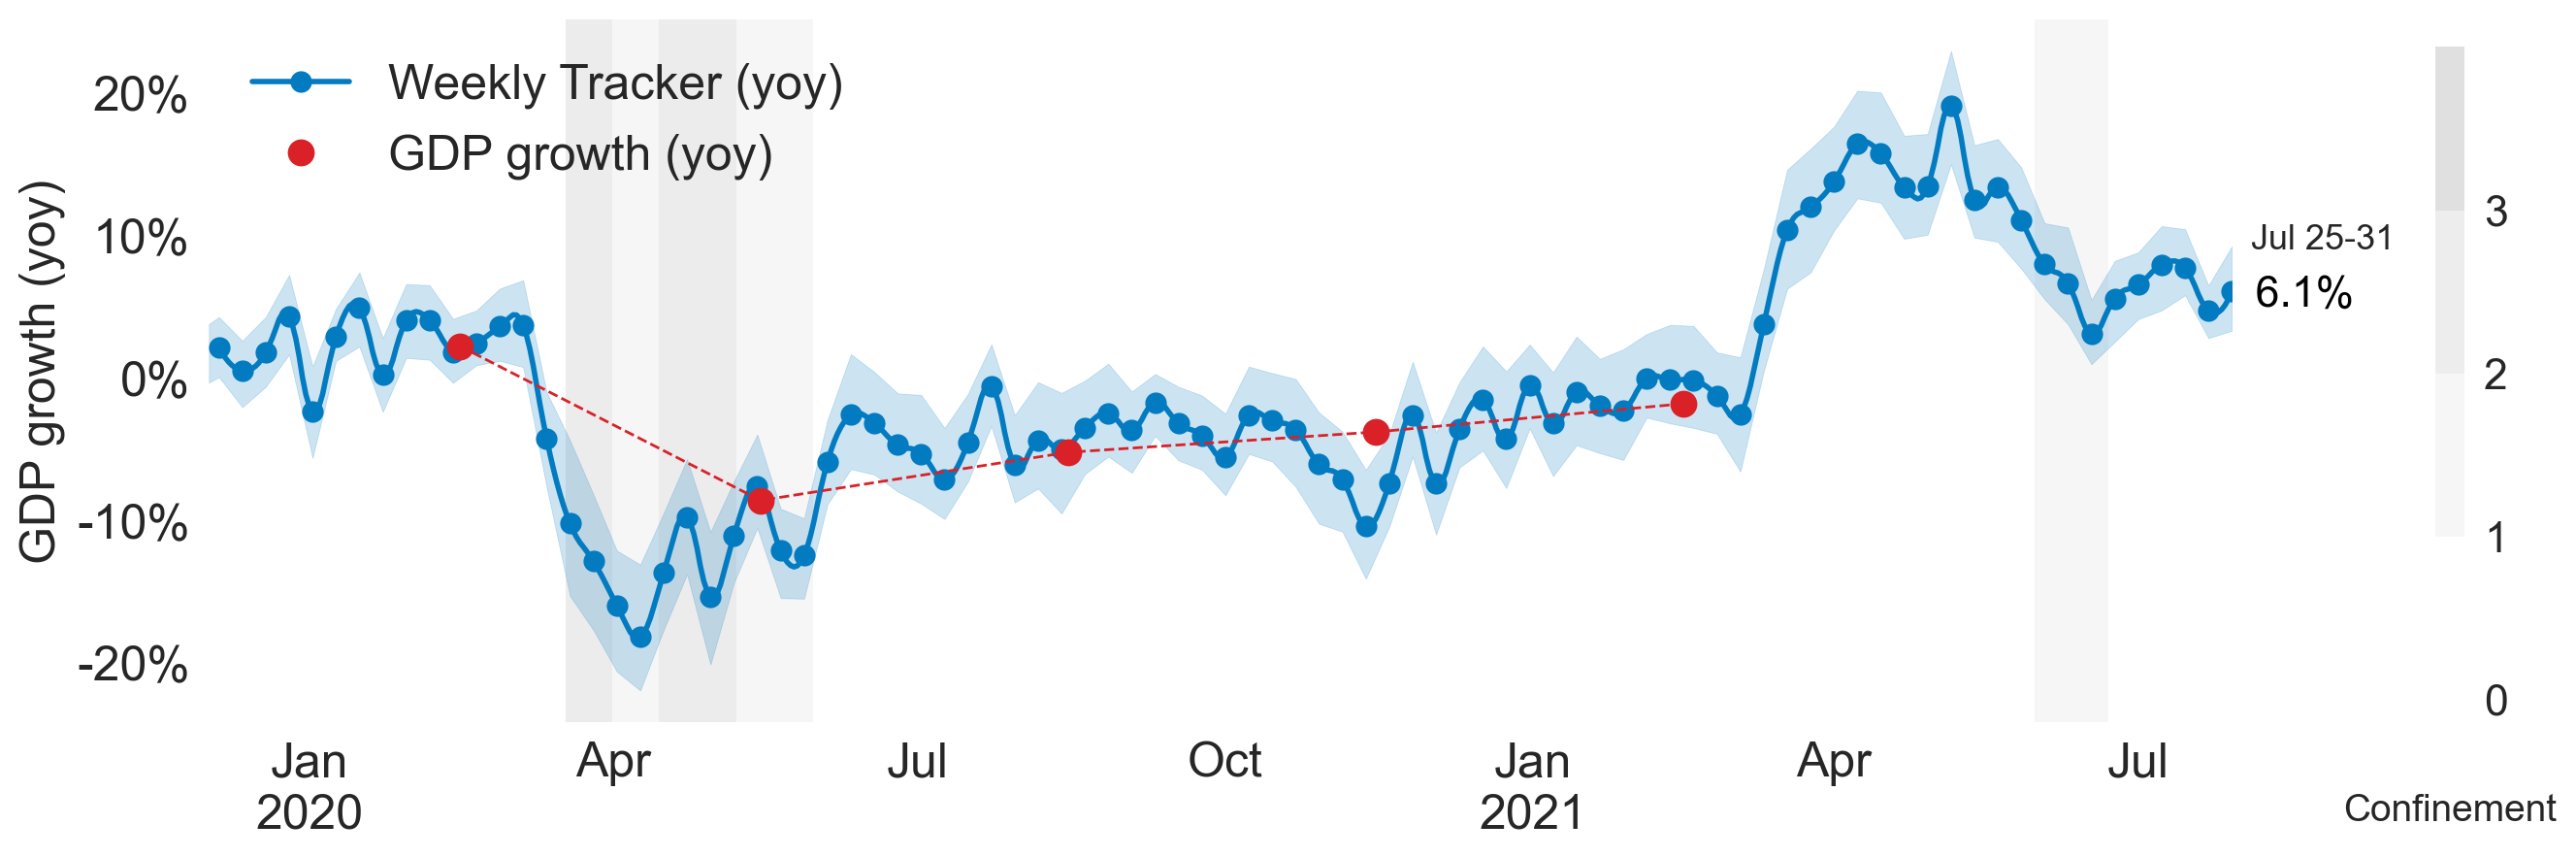 Weekly Tracker (yoy)
GDP growth (yoy)
GDP growth (yoy)
20%
10%
0%
-10%
-20%
Jan
2020
Apr
Jul
Oct
Jan
2021
Apr
Jul
Jul 25-31
6.1%
3
2
1
0
Confinement